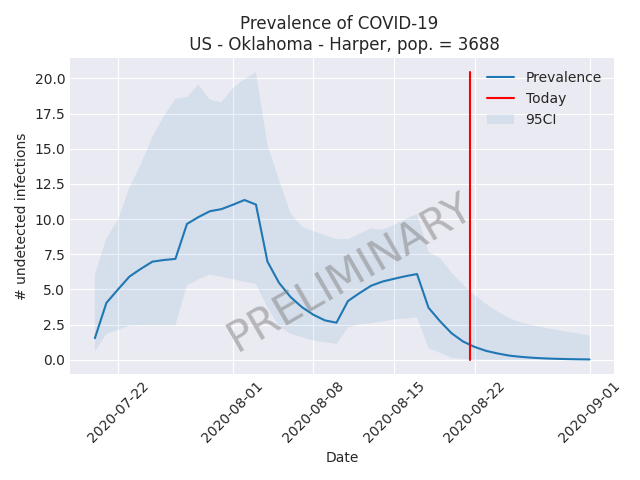 Prevalence of COVID-19
US - Oklahoma - Harper, pop. = 3688
20.0
17.5
15.0
12.5
10.0
7.5
5.0
2.5
0.0
# undetected infections
Prevalence
Today
95CI
PRELIMINARY
2020-07-22
2020-08-01
2020-08-08
2020-08-15
2020-08-22
2020-09-01
Date